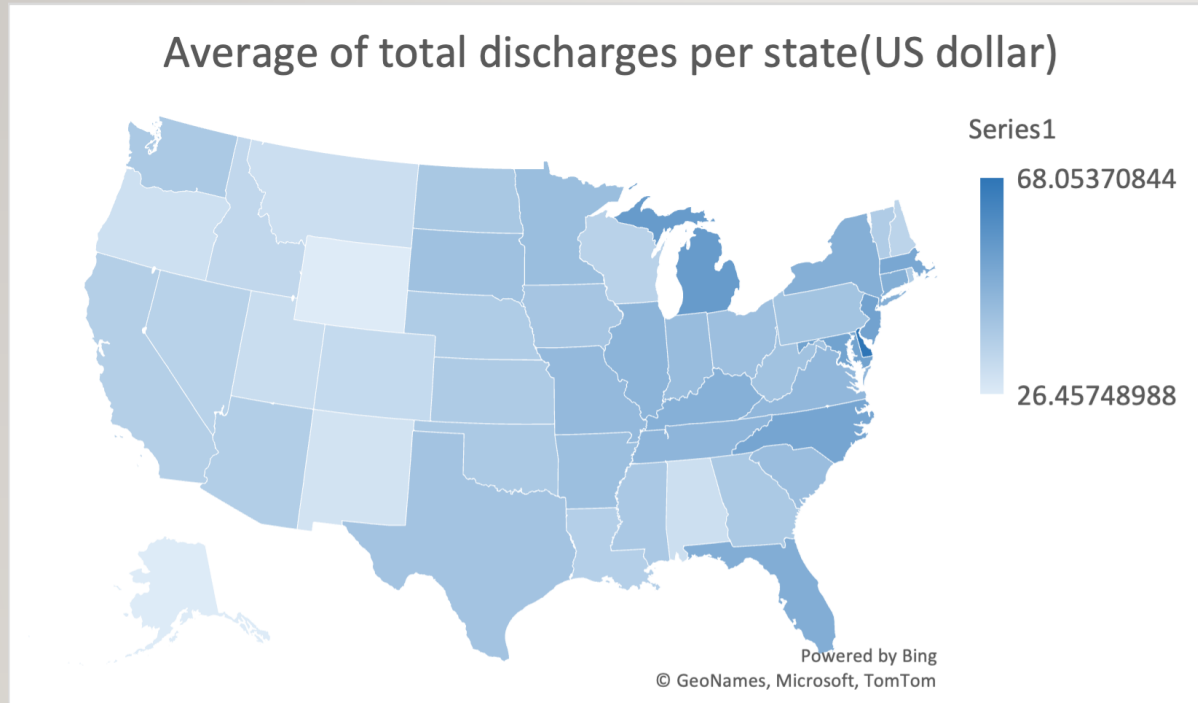 Average of total discharges per state(US dollar)
Series1
68.05370844
26.45748988
Powered by Bing
© GeoNames, Microsoft, TomTom